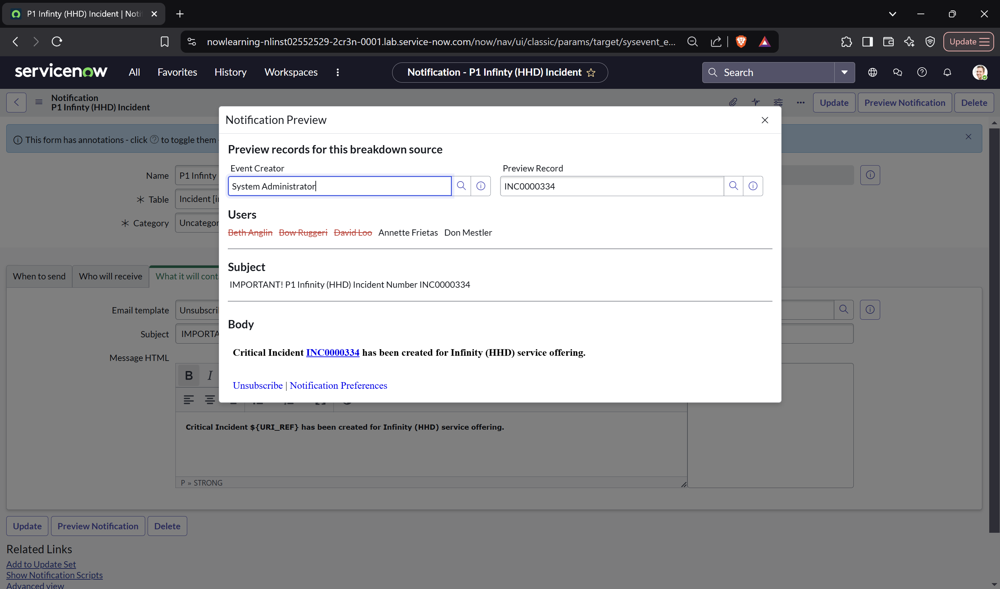 P1 Infinty (HHD) Incident | Noti
nowlearning-nlinst02552529-2cr3n-0001.lab.service-now.com/now/nav/ui/classic/params/target/sysevent_e...
Update
servicenow
All
Favorites
History
Workspaces
Notification - P1 Infinty (HHD) Incident
Search
Notification
P1 Infinty (HHD) Incident
Update
Preview Notification
Delete
This form has annotations - click ? to toggle them
Name
P1 Infinty
Table
Incident [i
Category
Uncategor
When to send
Who will receive
What it will cont
Email template
Unsubscri
Subject
IMPORTA
Message HTML
B I
Notification Preview
Preview records for this breakdown source
Event Creator
System Administrator
Preview Record
INC0000334
Users
Beth Anglin Bow Ruggeri David Loo Annette Frietas Don Mestler
Subject
IMPORTANT! P1 Infinity (HHD) Incident Number INC0000334
Body
Critical Incident INC0000334 has been created for Infinity (HHD) service offering.
Unsubscribe | Notification Preferences
Critical Incident ${URI_REF} has been created for Infinity (HHD) service offering.
P » STRONG
Update
Preview Notification
Delete
Related Links
Add to Update Set
Show Notification Scripts
Advanced view